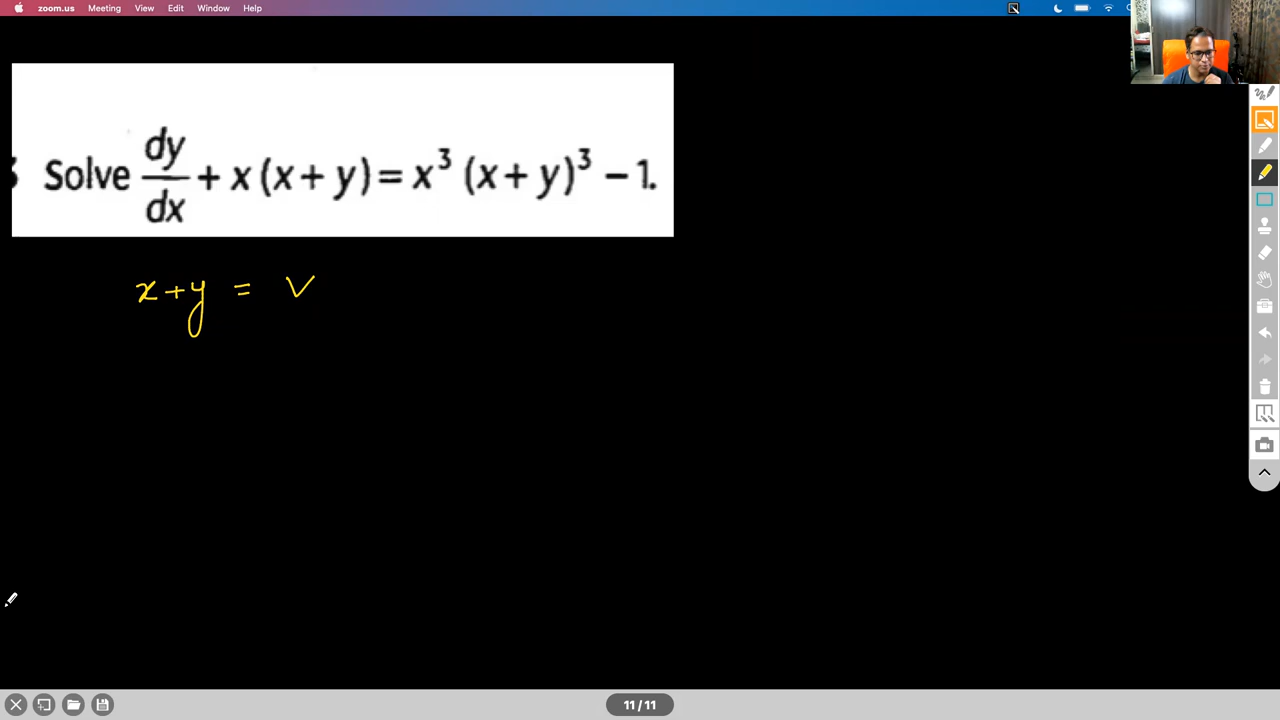 zoom.us Meeting View Edit Window Help
Solve dy/dx + x (x + y) = x³ (x + y)³ − 1.
x + y = v
11 / 11